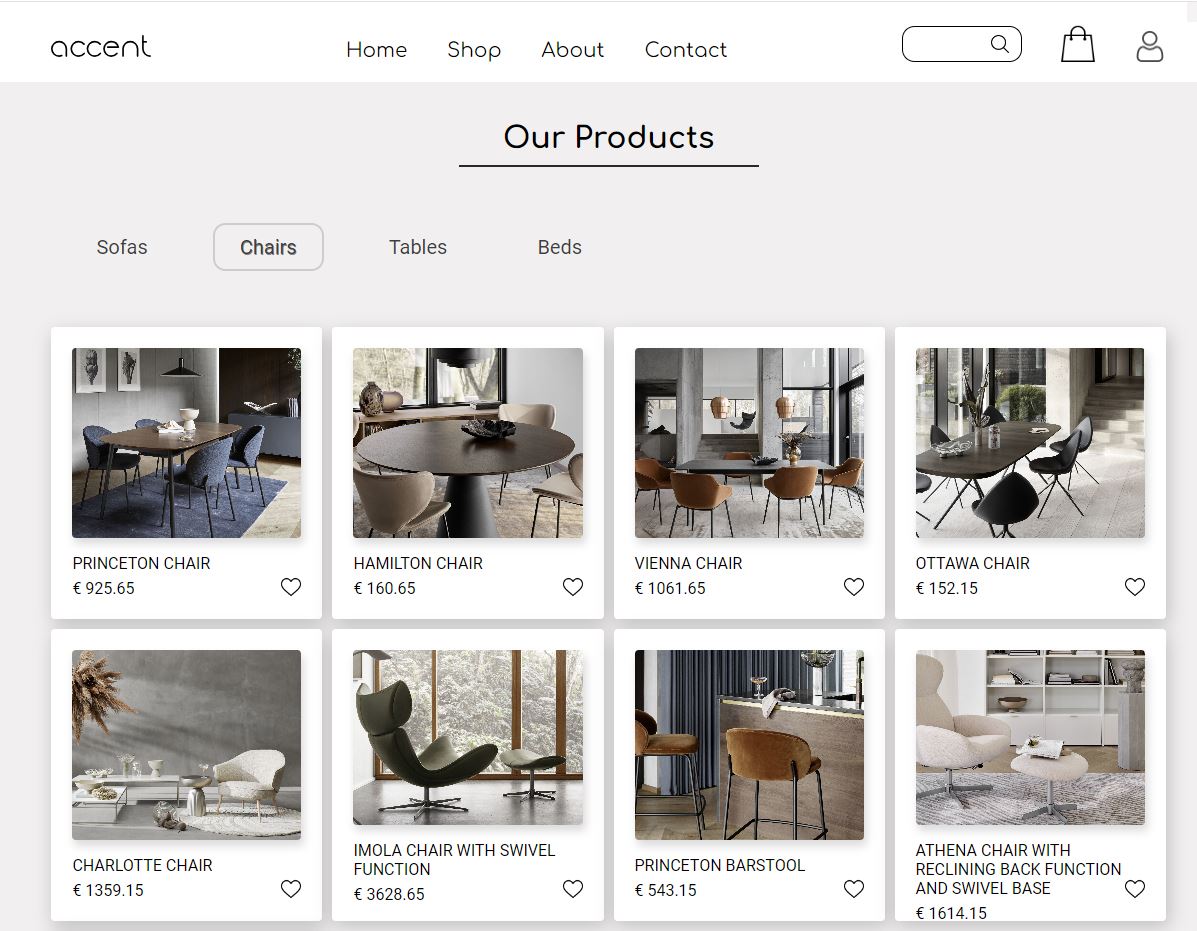 accent
Home
Shop
About
Contact
Our Products
Sofas
Chairs
Tables
Beds
PRINCETON CHAIR
€ 925.65
HAMILTON CHAIR
€ 160.65
VIENNA CHAIR
€ 1061.65
OTTAWA CHAIR
€ 152.15
CHARLOTTE CHAIR
€ 1359.15
IMOLA CHAIR WITH SWIVEL
FUNCTION
€ 3628.65
PRINCETON BARSTOOL
€ 543.15
ATHENA CHAIR WITH
RECLINING BACK FUNCTION
AND SWIVEL BASE
€ 1614.15